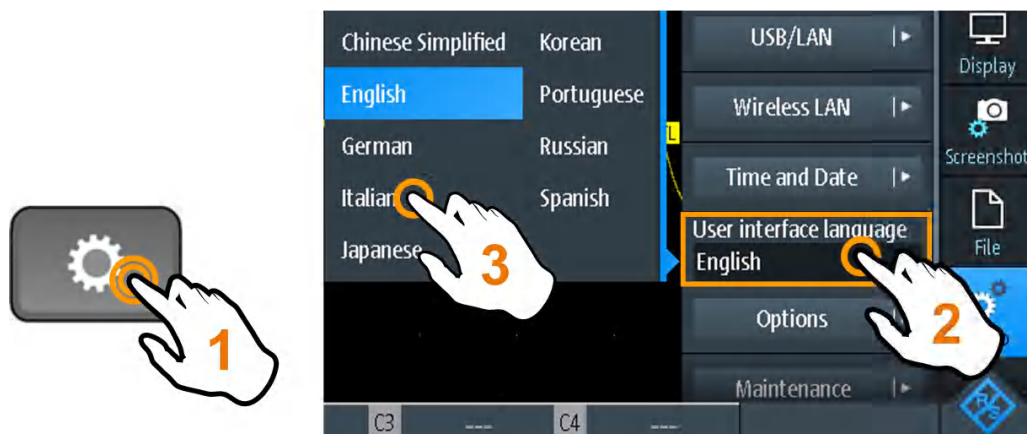 Chinese Simplified
Korean
English
Portuguese
German
Russian
Italian
Spanish
Japanese
USB/LAN
Wireless LAN
Time and Date
User interface language
English
Options
Maintenance
Display
Screenshot
File
R&S
C3
---
C4
---
1
2
3